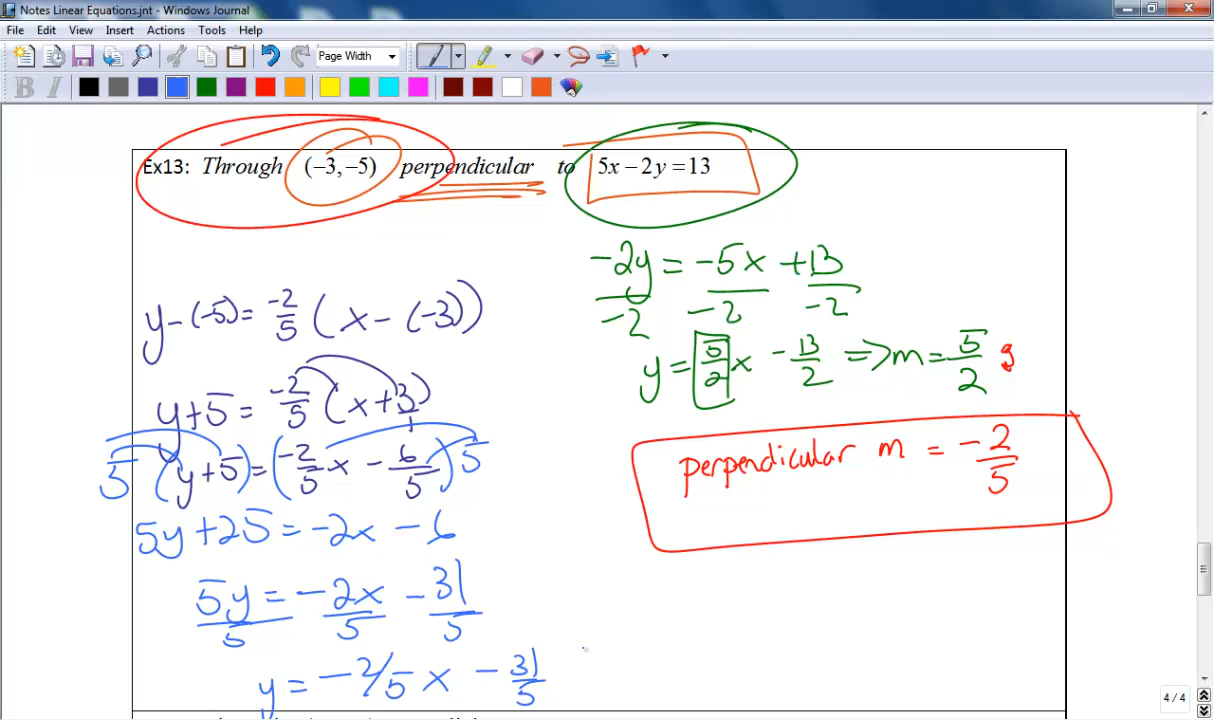 Notes Linear Equations.jnt - Windows Journal
File Edit View Insert Actions Tools Help
Page Width
B I
Ex13: Through (−3,−5) perpendicular to 5x − 2y = 13
-2y = -5x + 13
-2 -2 -2
y = 5/2 x - 13/2 => m = 5/2
perpendicular m = -2/5
y - (-5) = -2/5 (x - (-3))
y + 5 = -2/5 (x + 3/1)
5 (y + 5) = (-2/5 x - 6/5) 5
5y + 25 = -2x - 6
5y = -2x - 31
5 5 5
y = -2/5 x - 31/5
4 / 4